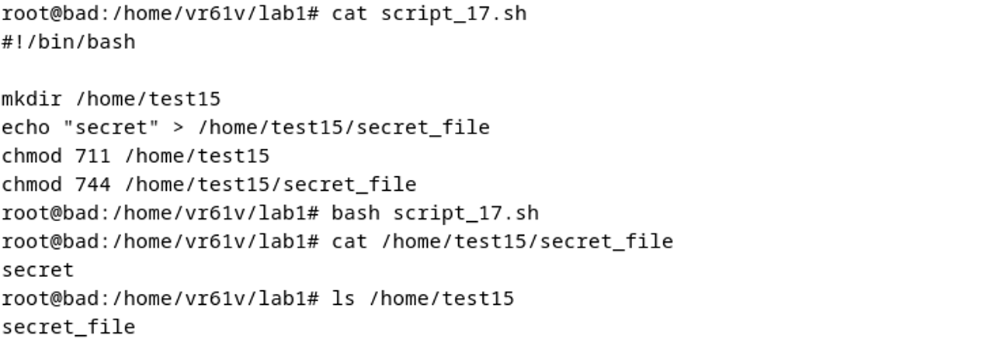 root@bad:/home/vr61v/lab1# cat script_17.sh
#!/bin/bash

mkdir /home/test15
echo "secret" > /home/test15/secret_file
chmod 711 /home/test15
chmod 744 /home/test15/secret_file
root@bad:/home/vr61v/lab1# bash script_17.sh
root@bad:/home/vr61v/lab1# cat /home/test15/secret_file
secret
root@bad:/home/vr61v/lab1# ls /home/test15
secret_file